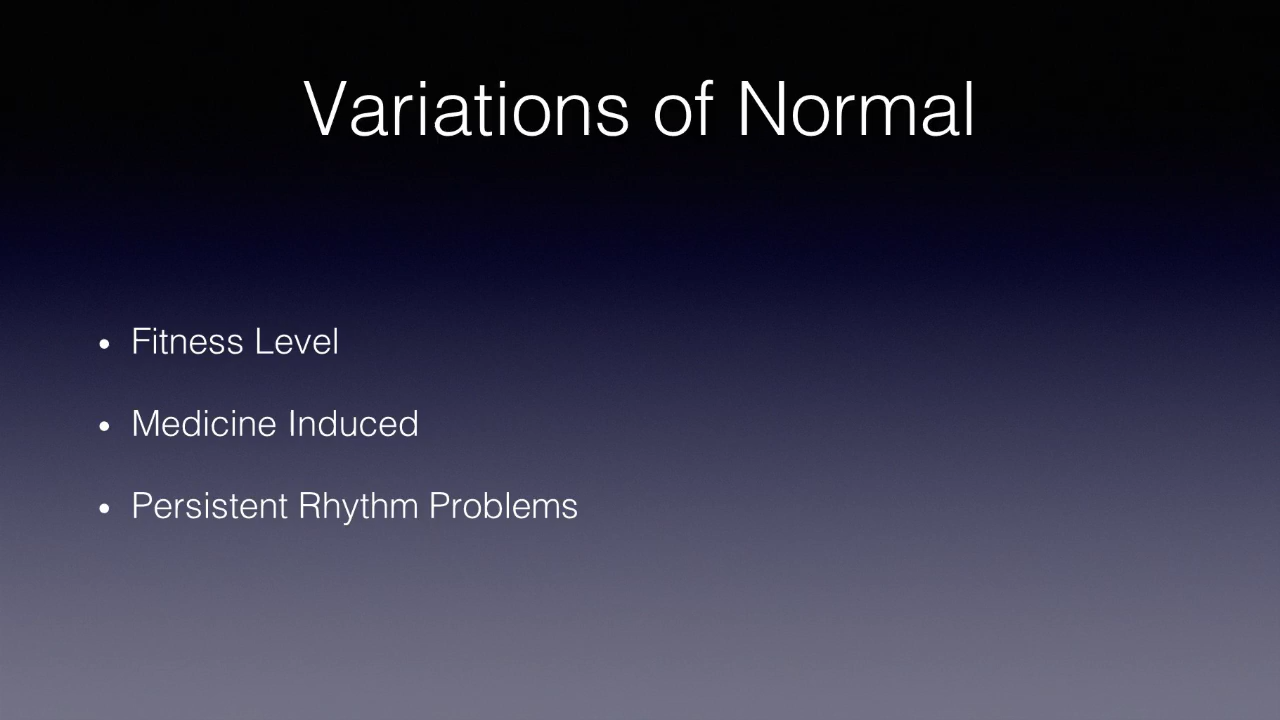 Variations of Normal
• Fitness Level
• Medicine Induced
• Persistent Rhythm Problems